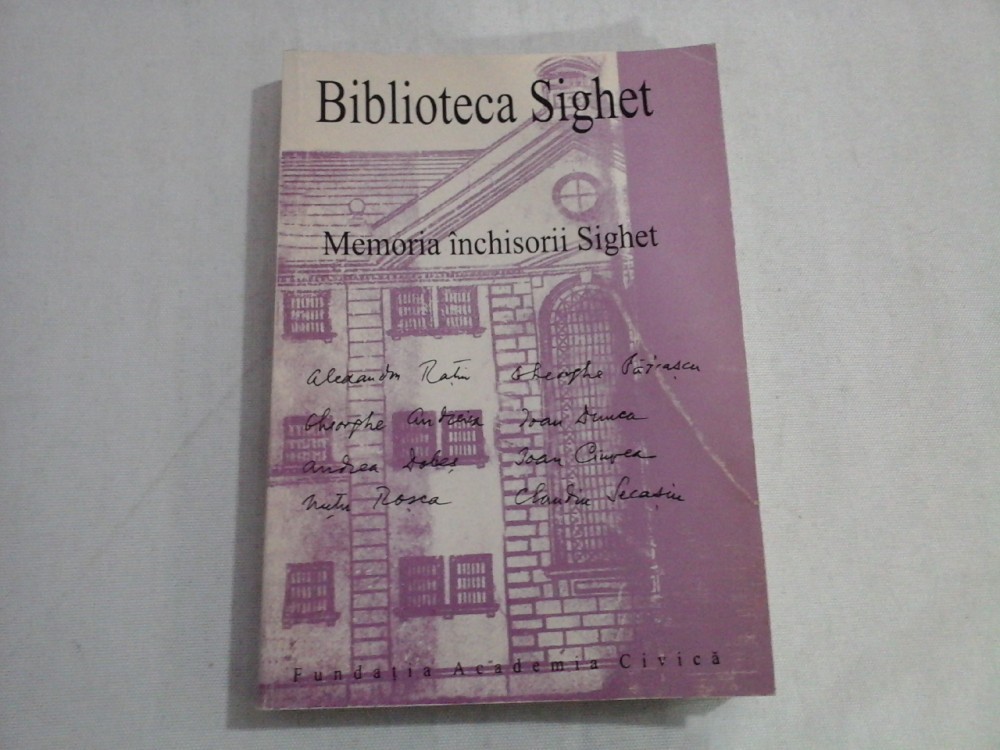 Biblioteca Sighet
Memoria închisorii Sighet
Alexandru Rațiu Gheorghe Pătrașcu
Gheorghe Andreica Ioan Dunca
Andrea Dobeș Ioan Ciupea
Nuțu Roșca Claudiu Secașiu
Fundația Academia Civică